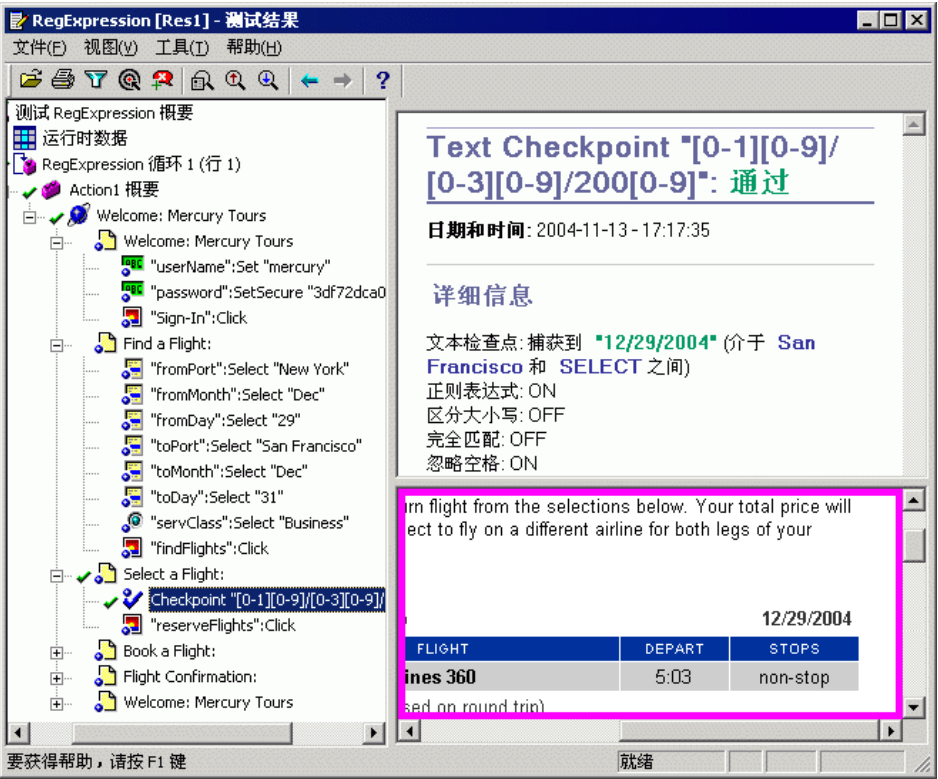 RegExpression [Res1] - 测试结果
文件(F) 视图(V) 工具(T) 帮助(H)
测试 RegExpression 概要
运行时数据
RegExpression 循环 1 (行 1)
Action1 概要
Welcome: Mercury Tours
Welcome: Mercury Tours
"userName":Set "mercury"
"password":SetSecure "3df72dca0
"Sign-In":Click
Find a Flight:
"fromPort":Select "New York"
"fromMonth":Select "Dec"
"fromDay":Select "29"
"toPort":Select "San Francisco"
"toMonth":Select "Dec"
"toDay":Select "31"
"servClass":Select "Business"
"findFlights":Click
Select a Flight:
Checkpoint "[0-1][0-9]/[0-3][0-9]/
"reserveFlights":Click
Book a Flight:
Flight Confirmation:
Welcome: Mercury Tours
Text Checkpoint "[0-1][0-9]/
[0-3][0-9]/200[0-9]": 通过
日期和时间: 2004-11-13 - 17:17:35
详细信息
文本检查点: 捕获到 "12/29/2004" (介于 San
Francisco 和 SELECT 之间)
正则表达式: ON
区分大小写: OFF
完全匹配: OFF
忽略空格: ON
urn flight from the selections below. Your total price will
ect to fly on a different airline for both legs of your
12/29/2004
FLIGHT DEPART STOPS
ines 360 5:03 non-stop
sed on round trip)
要获得帮助，请按 F1 键 就绪